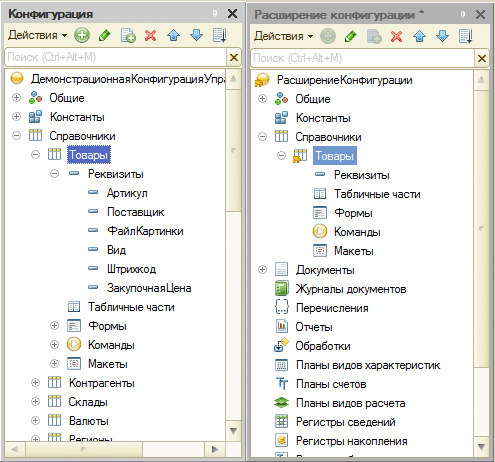 Конфигурация
Действия
Поиск (Ctrl+Alt+M)
ДемонстрационнаяКонфигурацияУпра
Общие
Константы
Справочники
Товары
Реквизиты
Артикул
Поставщик
ФайлКартинки
Вид
Штрихкод
ЗакупочнаяЦена
Табличные части
Формы
Команды
Макеты
Контрагенты
Склады
Валюты
Регионы
Расширение конфигурации *
Действия
Поиск (Ctrl+Alt+M)
РасширениеКонфигурации
Общие
Константы
Справочники
Товары
Реквизиты
Табличные части
Формы
Команды
Макеты
Документы
Журналы документов
Перечисления
Отчеты
Обработки
Планы видов характеристик
Планы счетов
Планы видов расчета
Регистры сведений
Регистры накопления